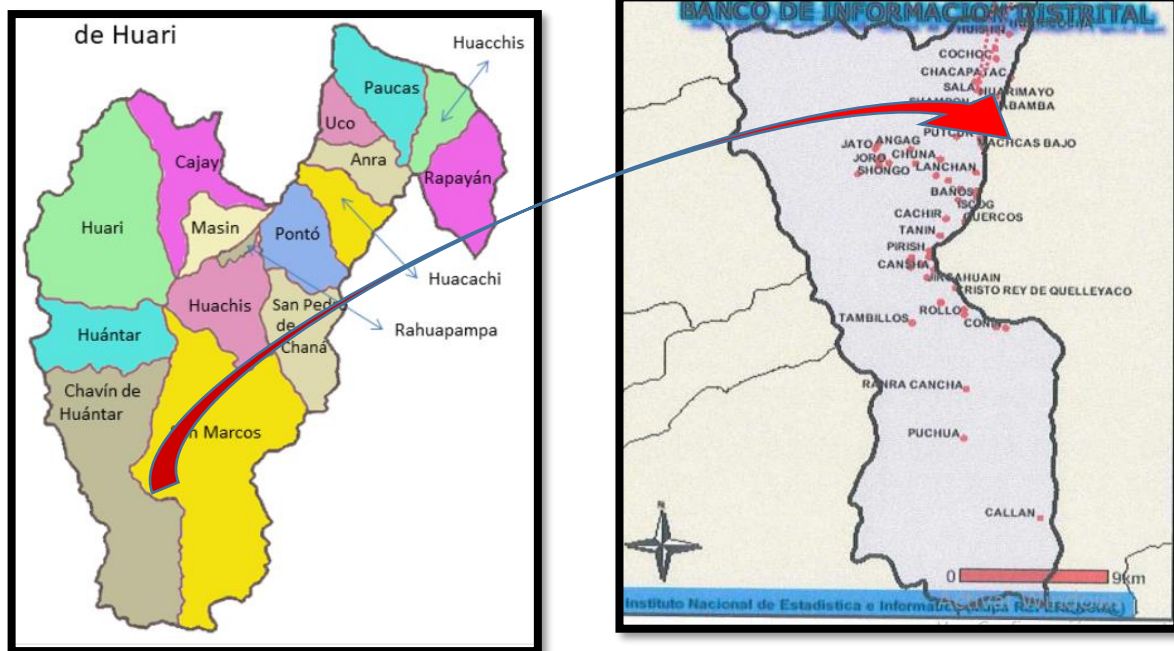 de Huari
Huacchis
Paucas
Uco
Anra
Cajay
Rapayán
Huari
Masin
Pontó
Huacachi
Huachis
San Pedro
de
Chaná
Rahuapampa
Huántar
Chavín de
Huántar
Marcos
BANCO DE INFORMACION DISTRITAL
COCHOC
CHACAPATAC
SALA
HUARIMAYO
JATO
ANGAG
MACHCAS BAJO
JORO
CHUNA
SHONGO
LANCHAN
BAÑOS
ISCOG
QUERCOS
CACHIR
TANIN
PIRISH
CANSHA
CRISTO REY DE QUELLEYACO
ROLLO
TAMBILLOS
RANRA CANCHA
PUCHUA
CALLAN
N
0 9km
Instituto Nacional de Estadistica e Informatica